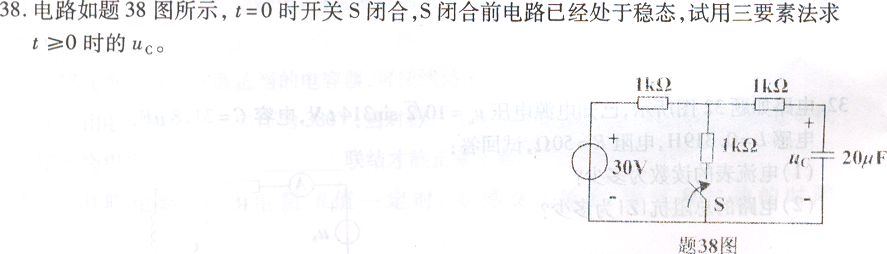 38. 电路如题 38 图所示, t=0 时开关 S 闭合,S 闭合前电路已经处于稳态,试用三要素法求
t ≥0 时的 u_C。
1kΩ 1kΩ
+ 1kΩ +
30V u_C 20μF
- S -
题38图